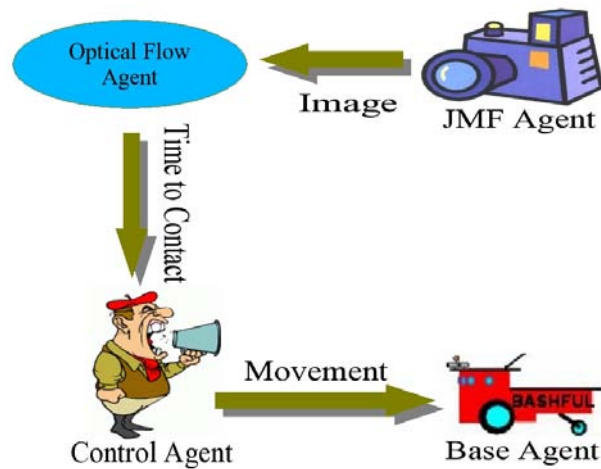 Optical Flow
Agent
Image
JMF Agent
Time to Contact
Control Agent
Movement
BASHFUL
Base Agent